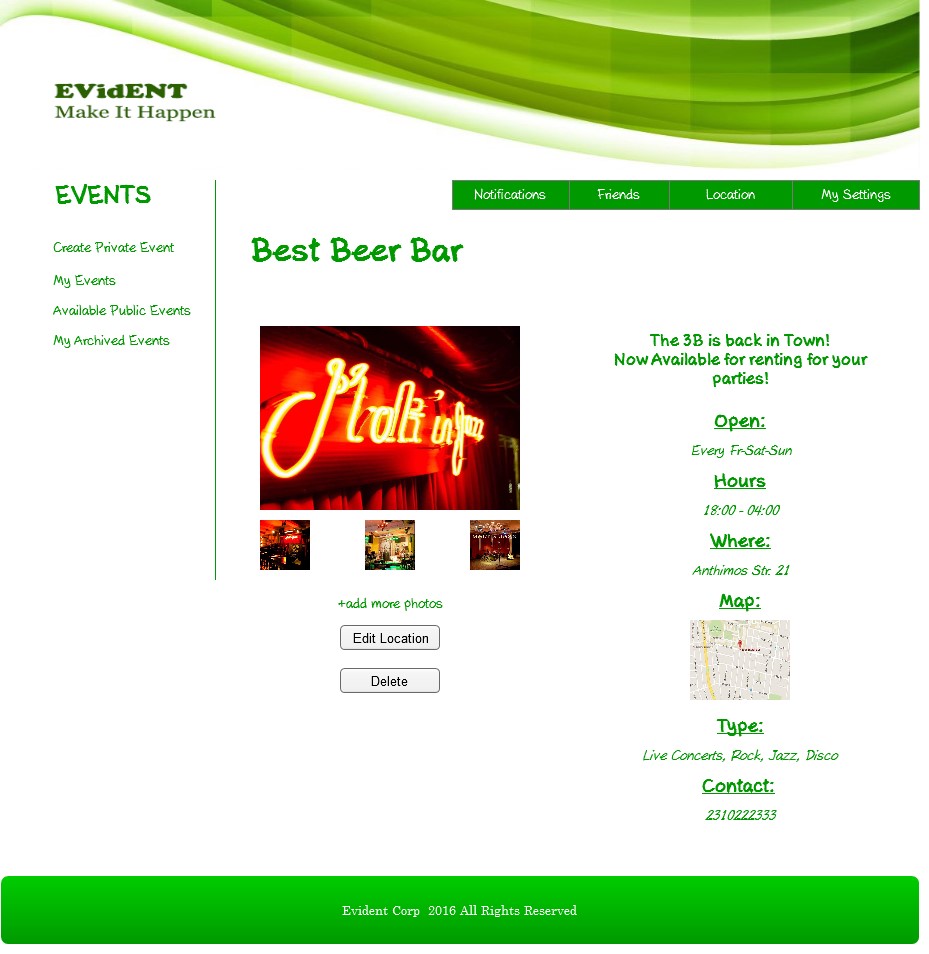 EVidENT
Make It Happen
EVENTS
Notifications
Friends
Location
My Settings
Create Private Event
My Events
Available Public Events
My Archived Events
Best Beer Bar
The 3B is back in Town!
Now Available for renting for your
parties!
Open:
Every Fr-Sat-Sun
Hours
18:00 - 04:00
Where:
Anthimos Str. 21
Map:
Type:
Live Concerts, Rock, Jazz, Disco
Contact:
2310222333
+add more photos
Edit Location
Delete
Evident Corp  2016 All Rights Reserved